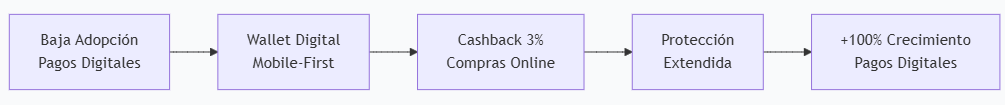 Baja Adopción
Pagos Digitales
Wallet Digital
Mobile-First
Cashback 3%
Compras Online
Protección
Extendida
+100% Crecimiento
Pagos Digitales